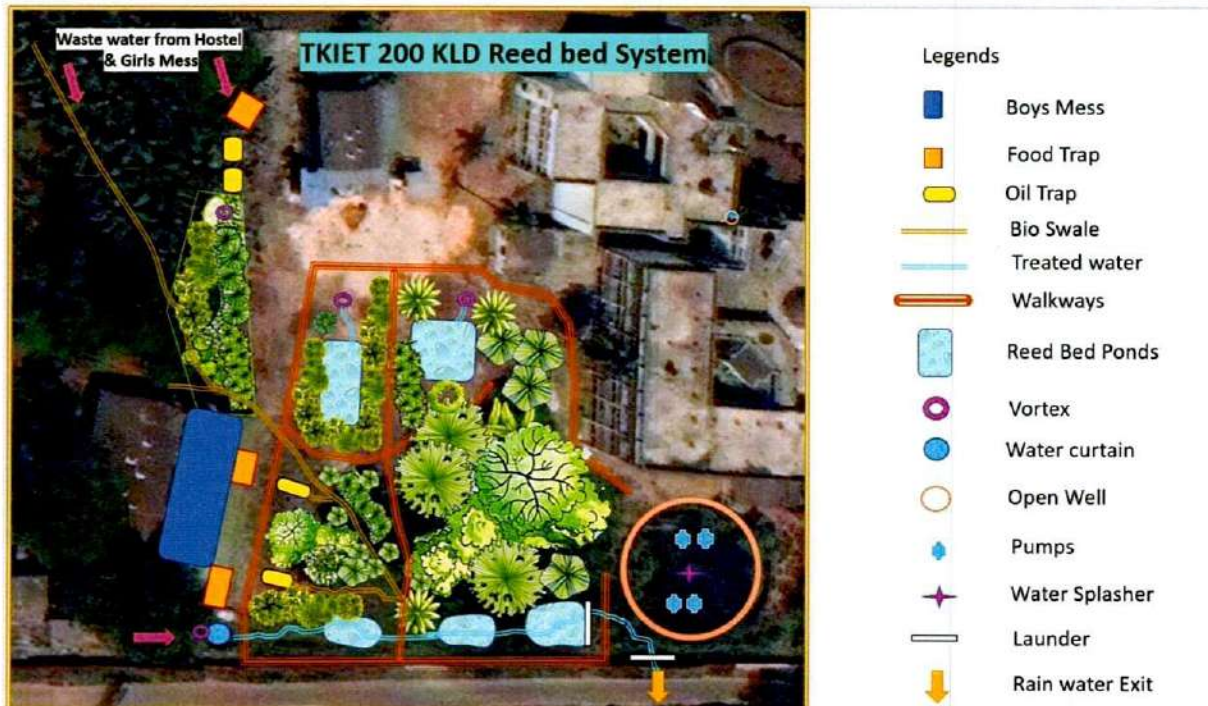 Waste water from Hostel
& Girls Mess
TKIET 200 KLD Reed bed System
Legends
Boys Mess
Food Trap
Oil Trap
Bio Swale
Treated water
Walkways
Reed Bed Ponds
Vortex
Water curtain
Open Well
Pumps
Water Splasher
Launder
Rain water Exit